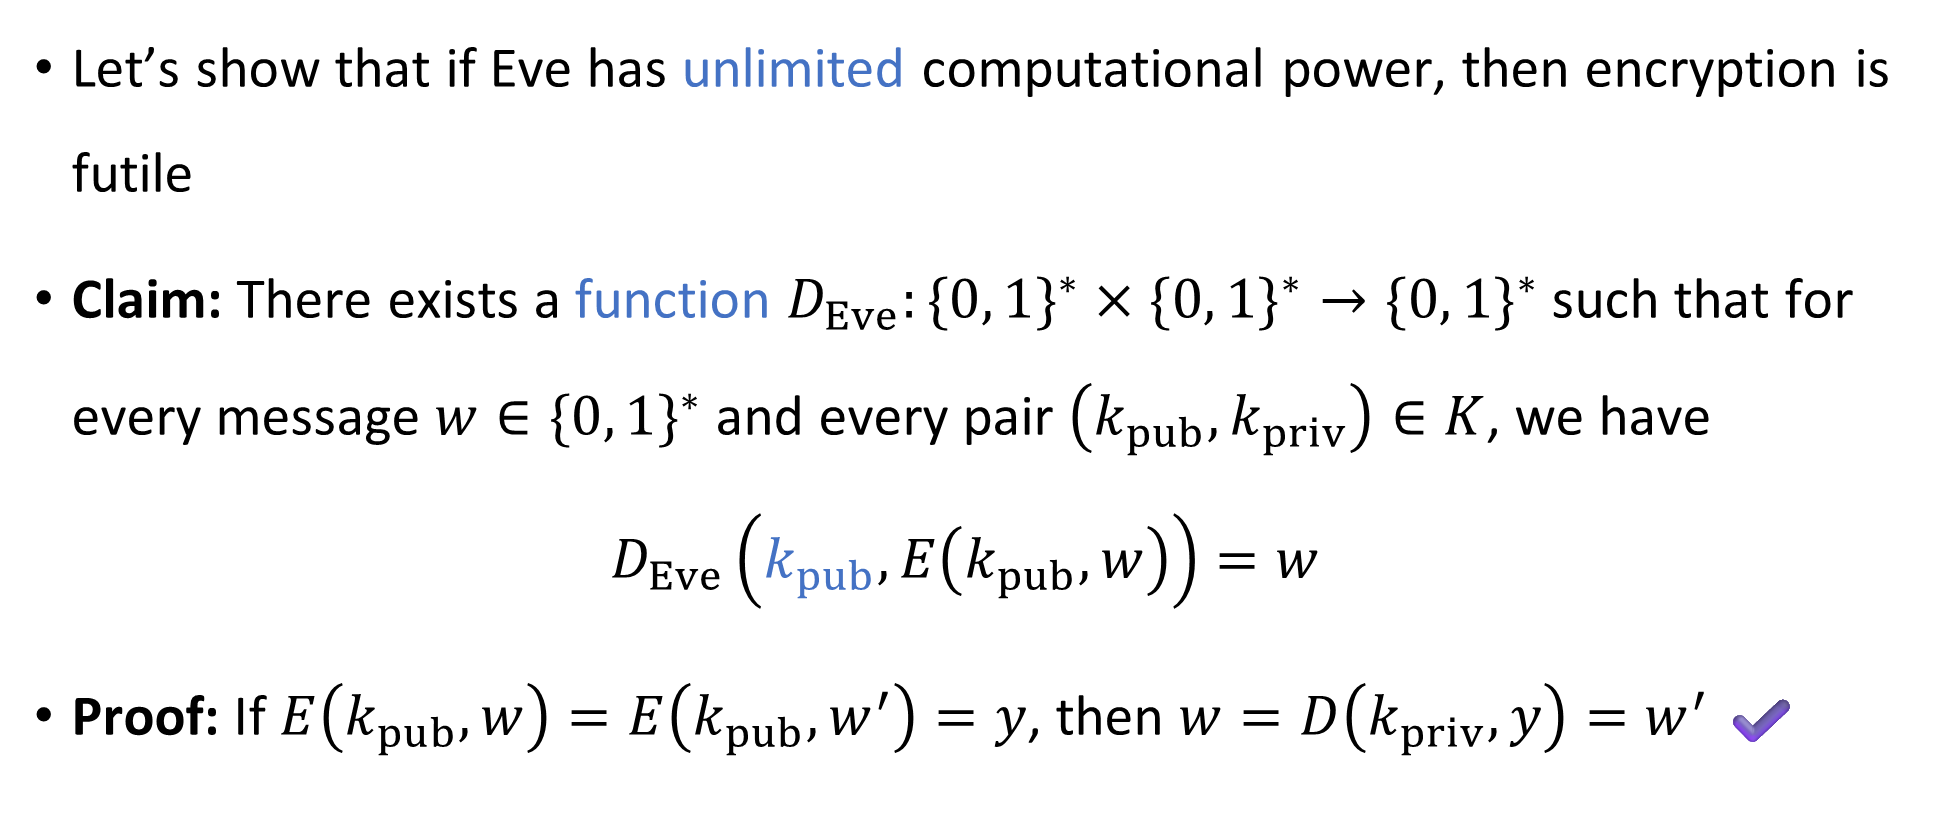 • Let’s show that if Eve has unlimited computational power, then encryption is
futile
• Claim: There exists a function D_Eve: {0, 1}* × {0, 1}* → {0, 1}* such that for
every message w ∈ {0, 1}* and every pair (k_pub, k_priv) ∈ K, we have
D_Eve (k_pub, E(k_pub, w)) = w
• Proof: If E(k_pub, w) = E(k_pub, w′) = y, then w = D(k_priv, y) = w′ ✔